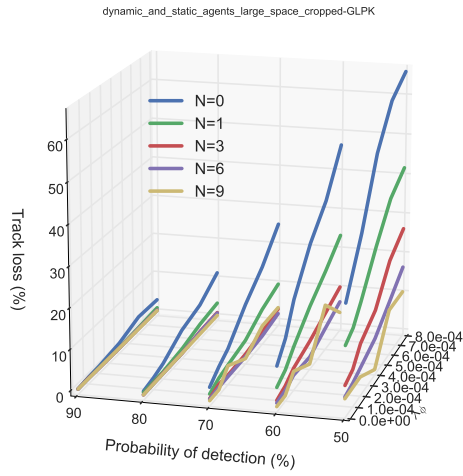 dynamic_and_static_agents_large_space_cropped-GLPK
N=0
N=1
N=3
N=6
N=9
60
50
40
30
20
10
0
Track loss (%)
90
80
70
60
50
Probability of detection (%)
8.0e-04
7.0e-04
6.0e-04
5.0e-04
4.0e-04
3.0e-04
2.0e-04
1.0e-04
0.0e+00